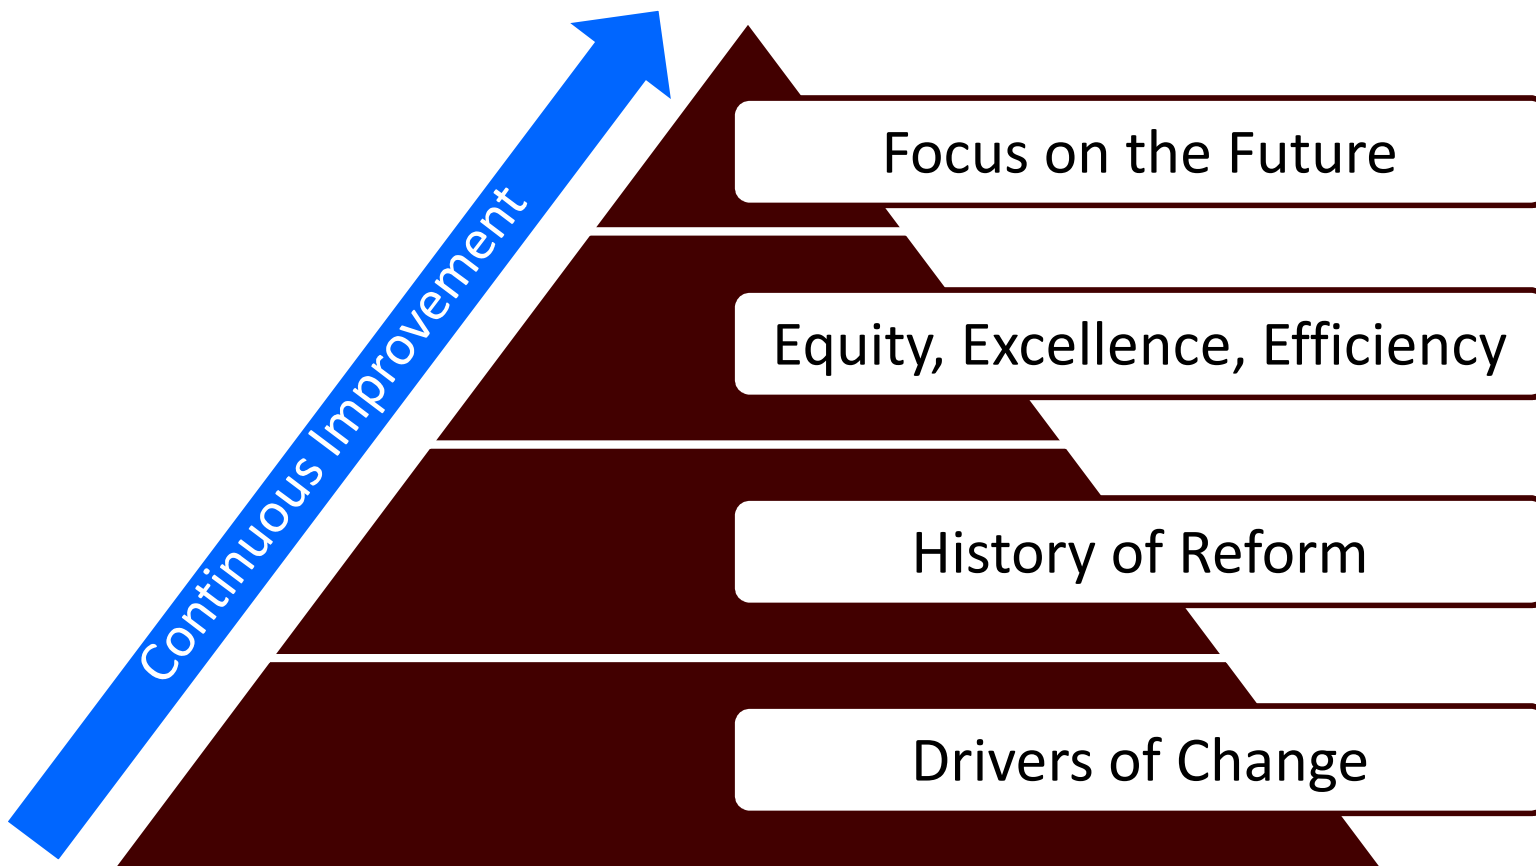 Continuous Improvement
Focus on the Future
Equity, Excellence, Efficiency
History of Reform
Drivers of Change